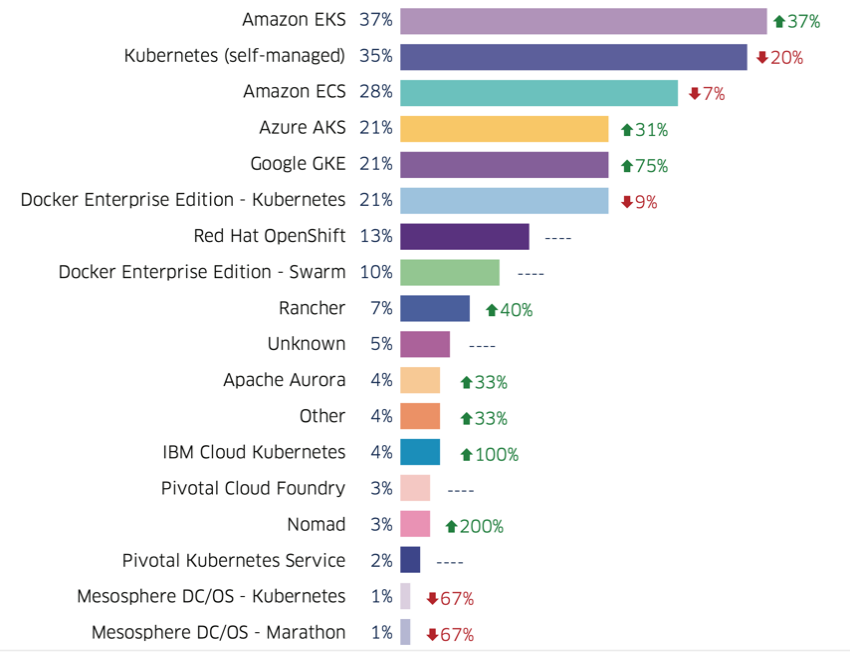 Amazon EKS 37% ⬆37%
Kubernetes (self-managed) 35% ⬇20%
Amazon ECS 28% ⬇7%
Azure AKS 21% ⬆31%
Google GKE 21% ⬆75%
Docker Enterprise Edition - Kubernetes 21% ⬇9%
Red Hat OpenShift 13% ----
Docker Enterprise Edition - Swarm 10% ----
Rancher 7% ⬆40%
Unknown 5% ----
Apache Aurora 4% ⬆33%
Other 4% ⬆33%
IBM Cloud Kubernetes 4% ⬆100%
Pivotal Cloud Foundry 3% ----
Nomad 3% ⬆200%
Pivotal Kubernetes Service 2% ----
Mesosphere DC/OS - Kubernetes 1% ⬇67%
Mesosphere DC/OS - Marathon 1% ⬇67%